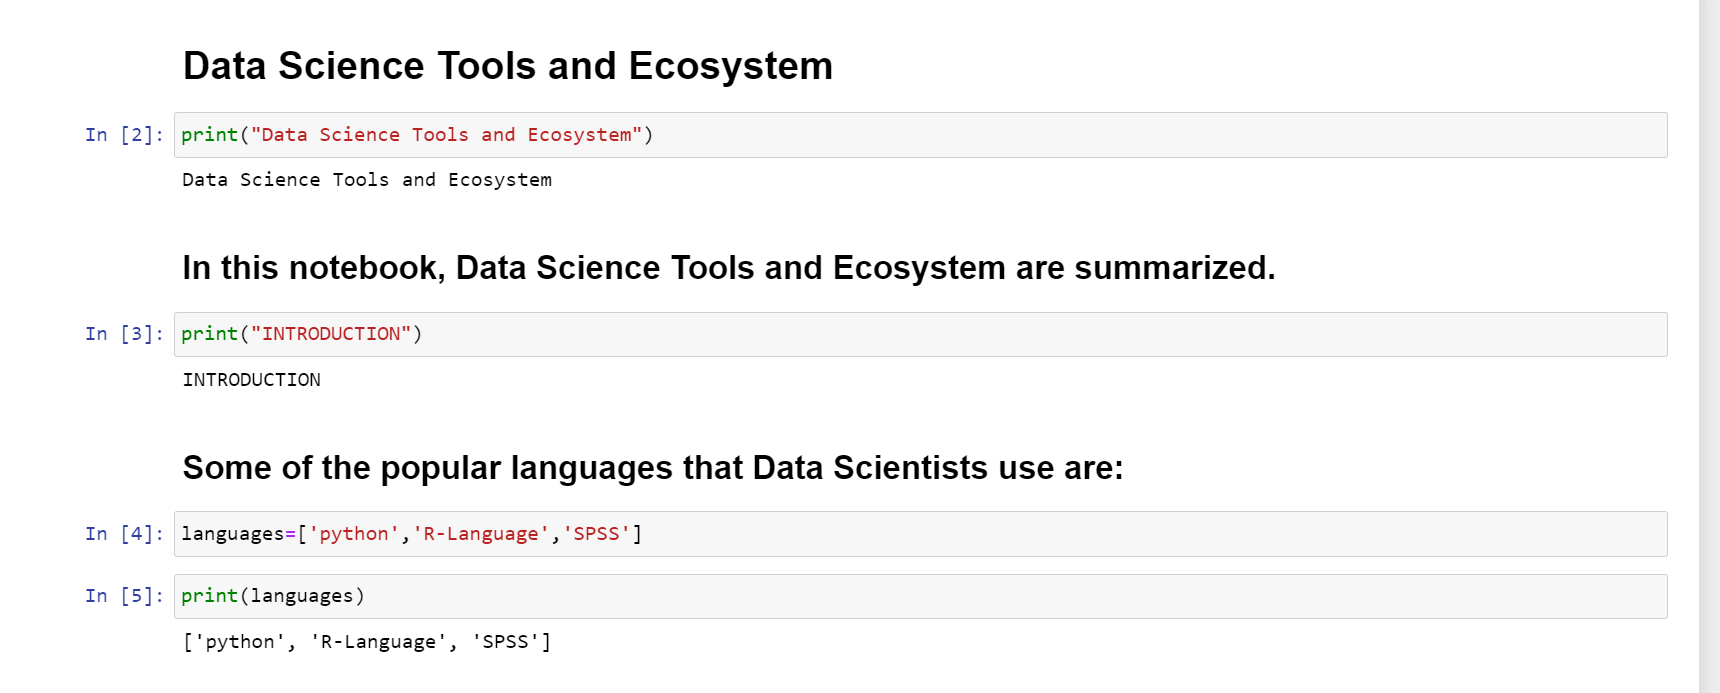 Data Science Tools and Ecosystem
In [2]: print("Data Science Tools and Ecosystem")
Data Science Tools and Ecosystem
In this notebook, Data Science Tools and Ecosystem are summarized.
In [3]: print("INTRODUCTION")
INTRODUCTION
Some of the popular languages that Data Scientists use are:
In [4]: languages=['python','R-Language','SPSS']
In [5]: print(languages)
['python', 'R-Language', 'SPSS']